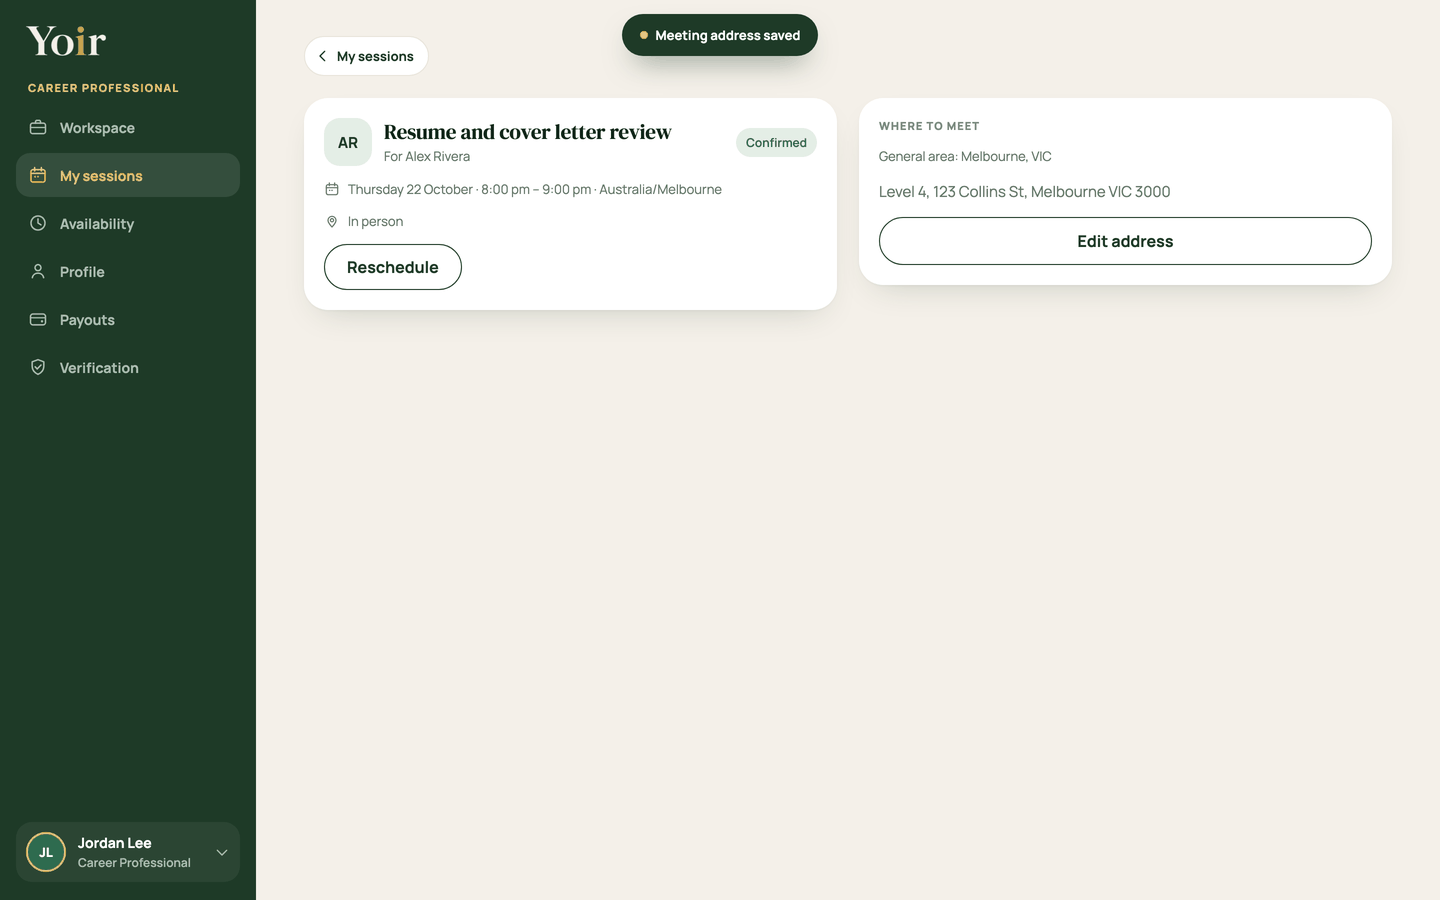 Yoir
CAREER PROFESSIONAL
Workspace
My sessions
Availability
Profile
Payouts
Verification
JL
Jordan Lee
Career Professional
Meeting address saved
My sessions
AR
Resume and cover letter review
For Alex Rivera
Confirmed
Thursday 22 October · 8:00 pm – 9:00 pm · Australia/Melbourne
In person
Reschedule
WHERE TO MEET
General area: Melbourne, VIC
Level 4, 123 Collins St, Melbourne VIC 3000
Edit address